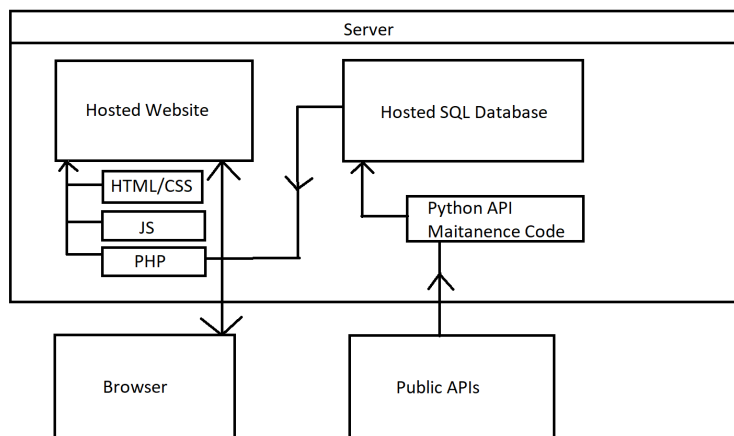 Server
Hosted Website
Hosted SQL Database
HTML/CSS
JS
PHP
Python API
Maitanence Code
Browser
Public APIs